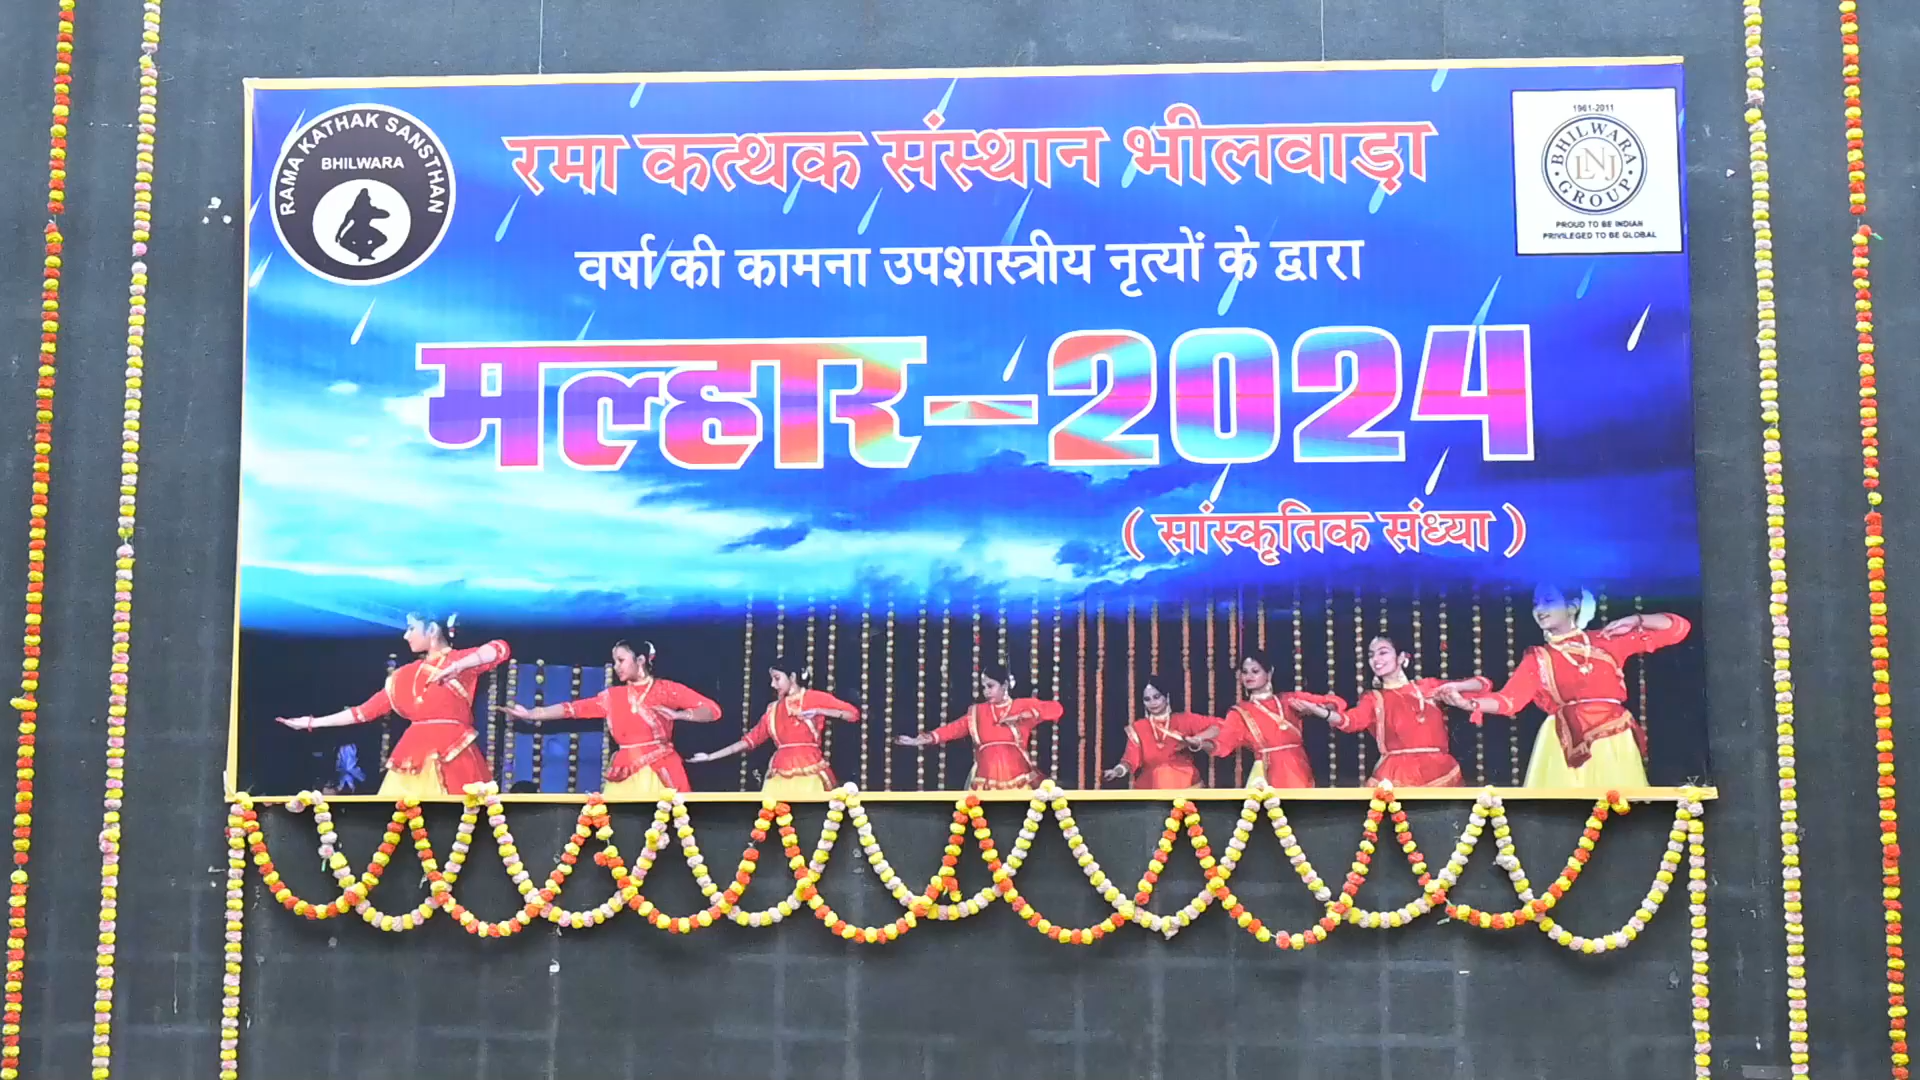 RAMA KATHAK SANSTHAN
BHILWARA
रमा कत्थक संस्थान भीलवाड़ा
1961-2011
BHILWARA
LNJ
GROUP
PROUD TO BE INDIAN
PRIVILEGED TO BE GLOBAL
वर्षा की कामना उपशास्त्रीय नृत्यों के द्वारा
मल्हार-2024
( सांस्कृतिक संध्या )